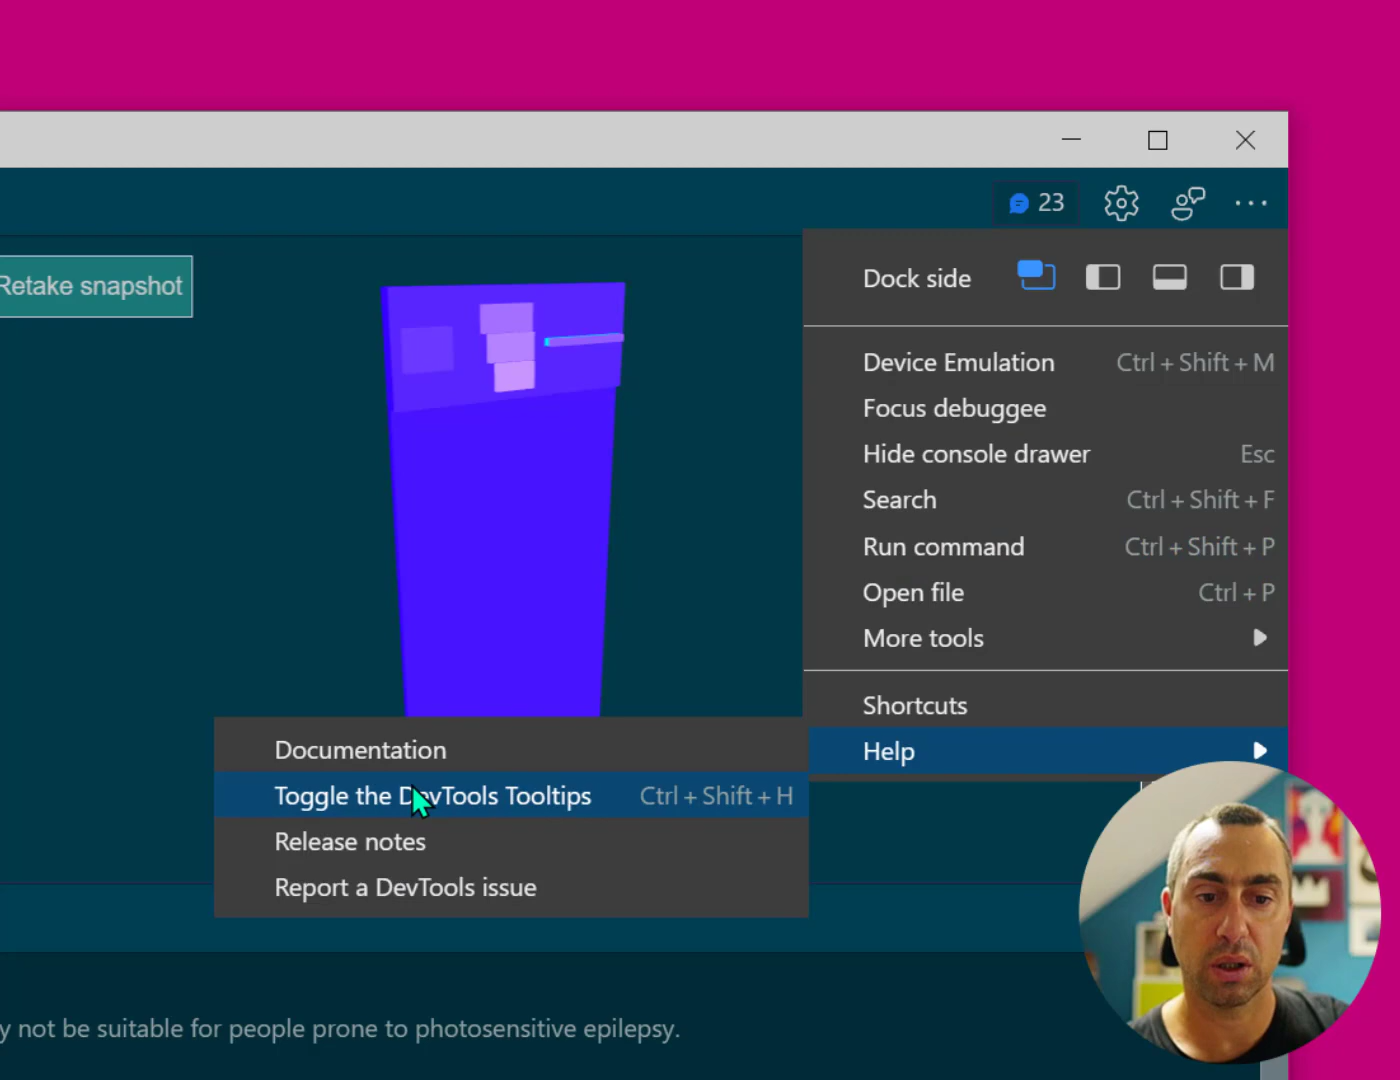 23
Retake snapshot
Dock side
Device Emulation Ctrl + Shift + M
Focus debuggee
Hide console drawer Esc
Search Ctrl + Shift + F
Run command Ctrl + Shift + P
Open file Ctrl + P
More tools
Shortcuts
Help
Documentation
Toggle the DevTools Tooltips Ctrl + Shift + H
Release notes
Report a DevTools issue
y not be suitable for people prone to photosensitive epilepsy.